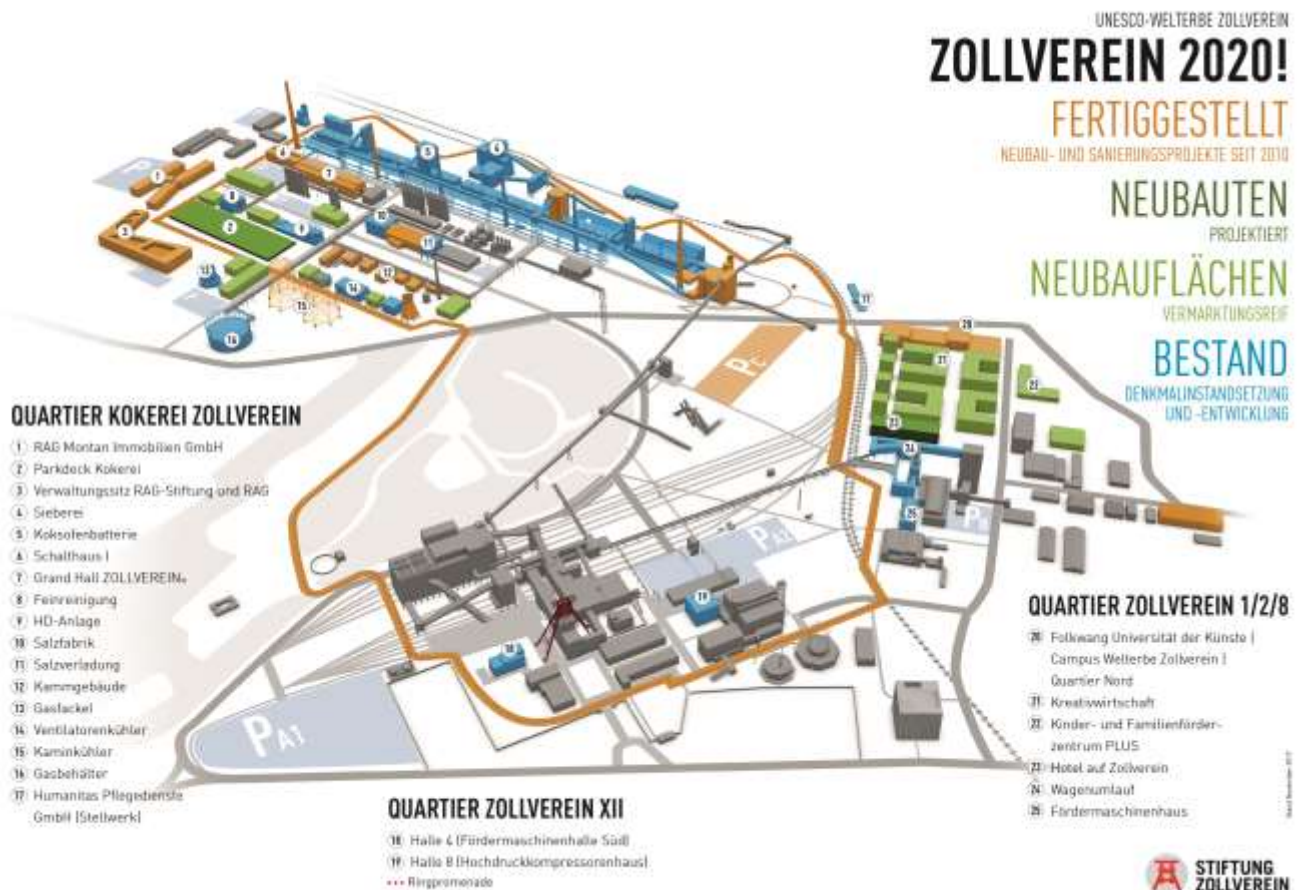 UNESCO-WELTERBE ZOLLVEREIN
ZOLLVEREIN 2020!
FERTIGGESTELLT
NEUBAU- UND SANIERUNGSPROJEKTE SEIT 2010
NEUBAUTEN
PROJEKTIERT
NEUBAUFLÄCHEN
VERMARKTUNGSREIF
BESTAND
DENKMALINSTANDSETZUNG
UND -ENTWICKLUNG
QUARTIER KOKEREI ZOLLVEREIN
1 RAG Montan Immobilien GmbH
2 Parkdeck Kokerei
3 Verwaltungssitz RAG-Stiftung und RAG
4 Sieberei
5 Koksofenbatterie
6 Schalthaus I
7 Grand Hall ZOLLVEREIN®
8 Feinreinigung
9 HD-Anlage
10 Salzfabrik
11 Salzverladung
12 Kammgebäude
13 Gasfackel
14 Ventilatorenkühler
15 Kaminkühler
16 Gasbehälter
17 Humanitas Pflegedienste
GmbH (Stellwerk)
PC
PA2
PA1
QUARTIER ZOLLVEREIN XII
18 Halle 4 (Fördermaschinenhalle Süd)
19 Halle 8 (Hochdruckkompressorenhaus)
Ringpromenade
QUARTIER ZOLLVEREIN 1/2/8
20 Folkwang Universität der Künste |
Campus Welterbe Zollverein |
Quartier Nord
21 Kreativwirtschaft
22 Kinder- und Familienförder-
zentrum PLUS
23 Hotel auf Zollverein
24 Wagenumlauf
25 Fördermaschinenhaus
STIFTUNG
ZOLLVEREIN